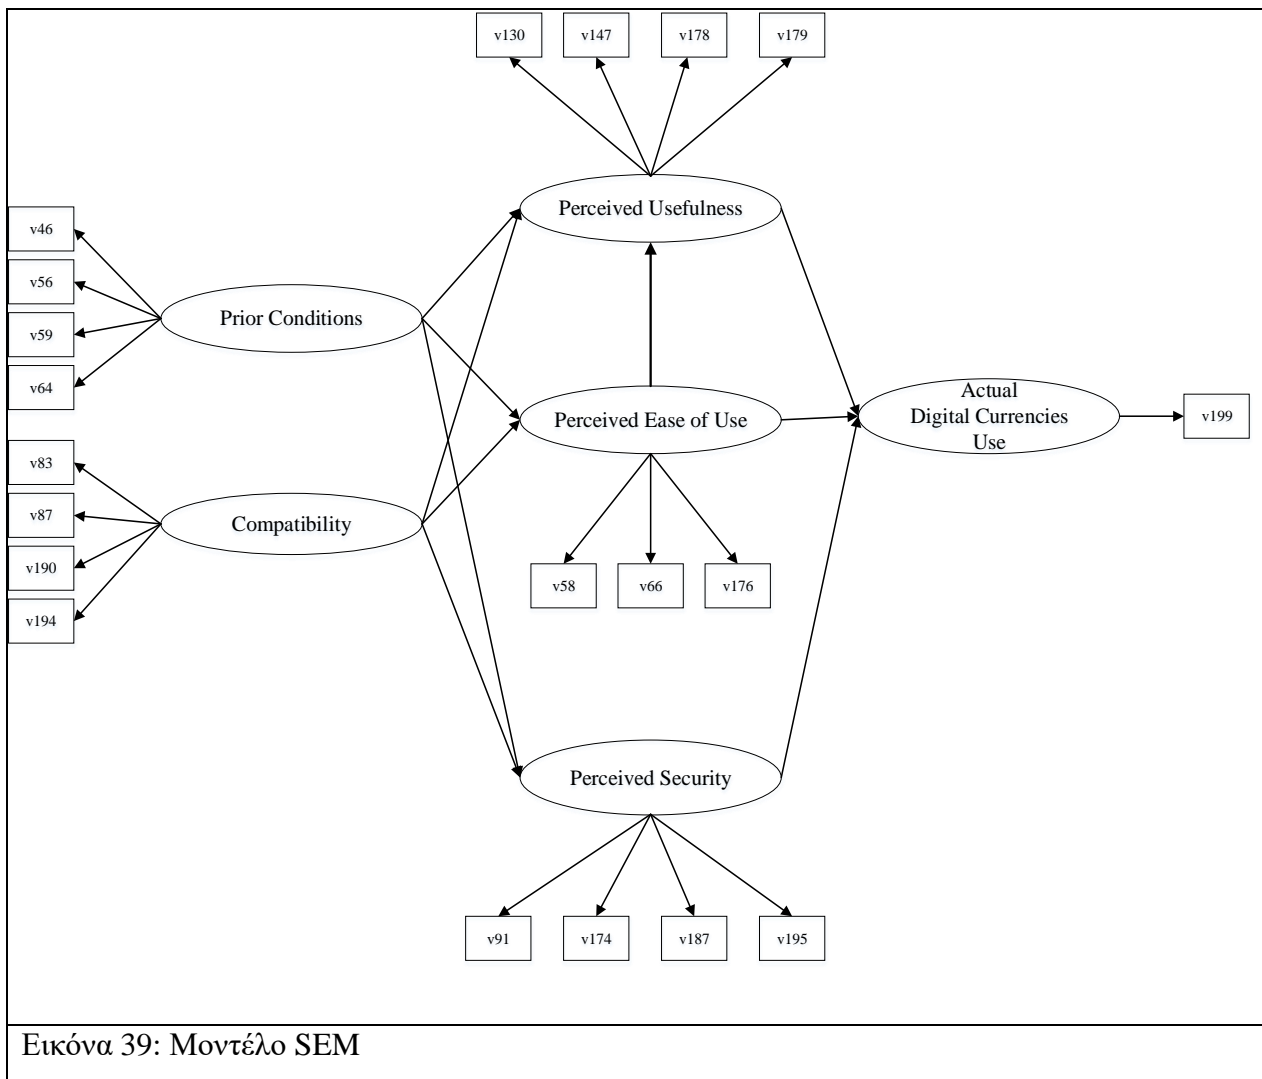 v130
v147
v178
v179
Perceived Usefulness
v46
v56
v59
v64
Prior Conditions
v83
v87
v190
v194
Compatibility
Perceived Ease of Use
v58
v66
v176
Actual
Digital Currencies
Use
v199
Perceived Security
v91
v174
v187
v195
Εικόνα 39: Μοντέλο SEM